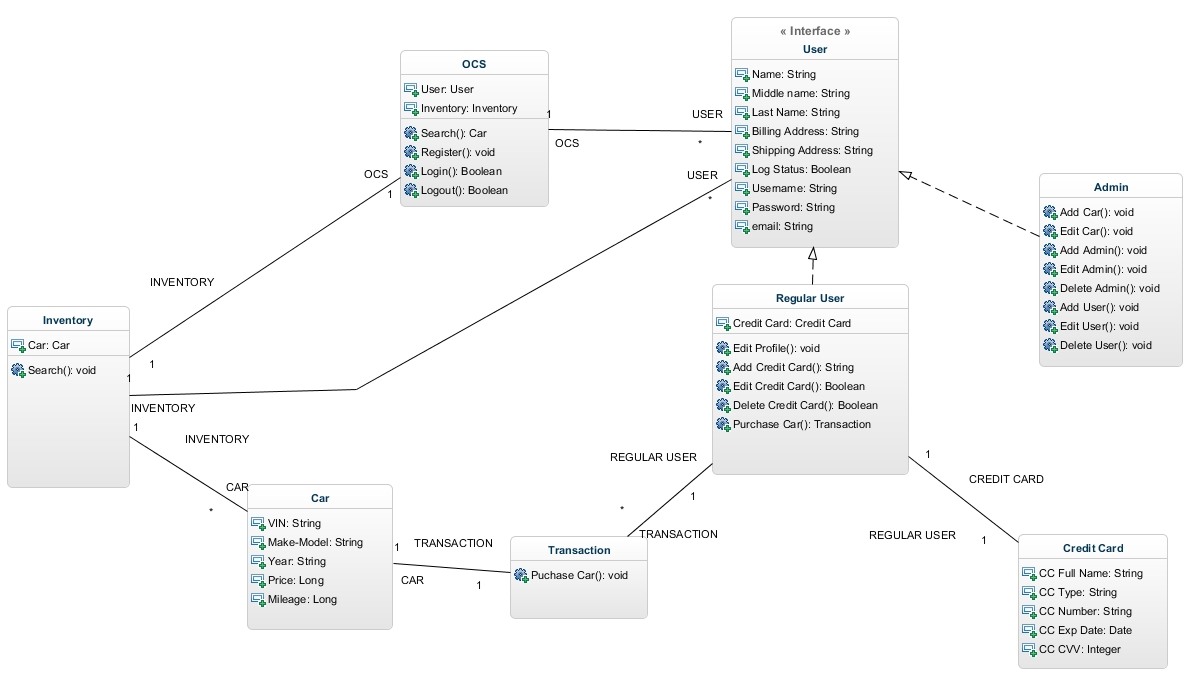 « Interface »
User
Name: String
Middle name: String
Last Name: String
Billing Address: String
Shipping Address: String
Log Status: Boolean
Username: String
Password: String
email: String
OCS
User: User
Inventory: Inventory
Search(): Car
Register(): void
Login(): Boolean
Logout(): Boolean
1
OCS
USER
*
USER
*
OCS
1
INVENTORY
1
Admin
Add Car(): void
Edit Car(): void
Add Admin(): void
Edit Admin(): void
Delete Admin(): void
Add User(): void
Edit User(): void
Delete User(): void
Regular User
Credit Card: Credit Card
Edit Profile(): void
Add Credit Card(): String
Edit Credit Card(): Boolean
Delete Credit Card(): Boolean
Purchase Car(): Transaction
Inventory
Car: Car
Search(): void
1
INVENTORY
1
INVENTORY
CAR
*
Car
VIN: String
Make-Model: String
Year: String
Price: Long
Mileage: Long
1
TRANSACTION
CAR
1
REGULAR USER
1
*
TRANSACTION
Transaction
Puchase Car(): void
1
CREDIT CARD
REGULAR USER
1
Credit Card
CC Full Name: String
CC Type: String
CC Number: String
CC Exp Date: Date
CC CVV: Integer